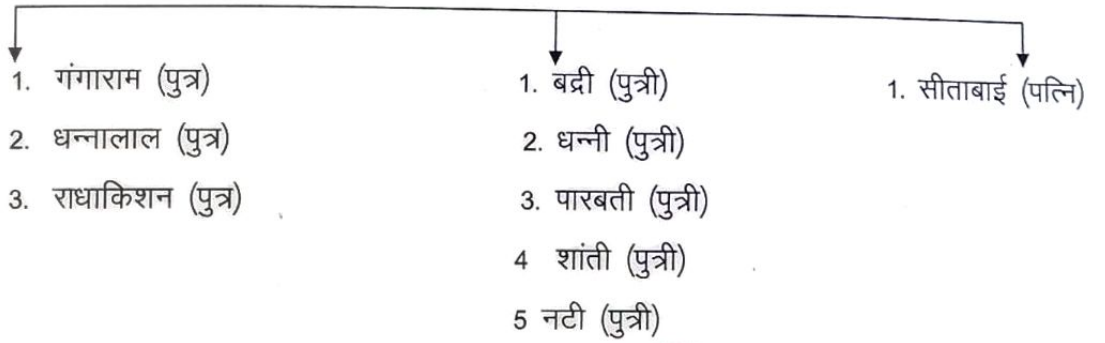 1. गंगाराम (पुत्र)
2. धन्नालाल (पुत्र)
3. राधाकिशन (पुत्र)
1. बद्री (पुत्री)
2. धन्नी (पुत्री)
3. पारबती (पुत्री)
4 शांती (पुत्री)
5 नटी (पुत्री)
1. सीताबाई (पत्नि)